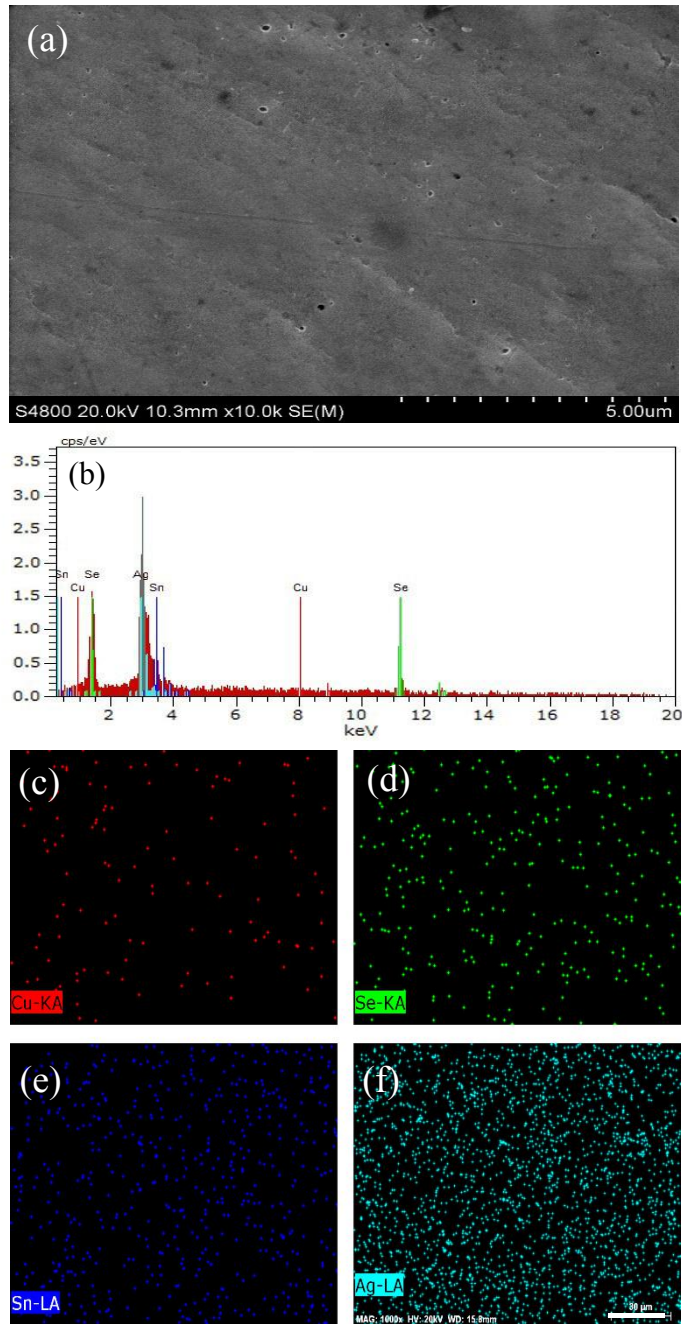 (a)
S4800 20.0kV 10.3mm x10.0k SE(M) 5.00um
cps/eV
(b)
3.5
3.0
2.5
2.0
1.5
1.0
0.5
0.0
Sn Cu Se Ag Sn Cu Se
2 4 6 8 10 12 14 16 18 20
keV
(c)
Cu-KA
(d)
Se-KA
(e)
Sn-LA
(f)
Ag-LA
30 µm
MAG: 1000x HV: 20kV WD: 15.8mm